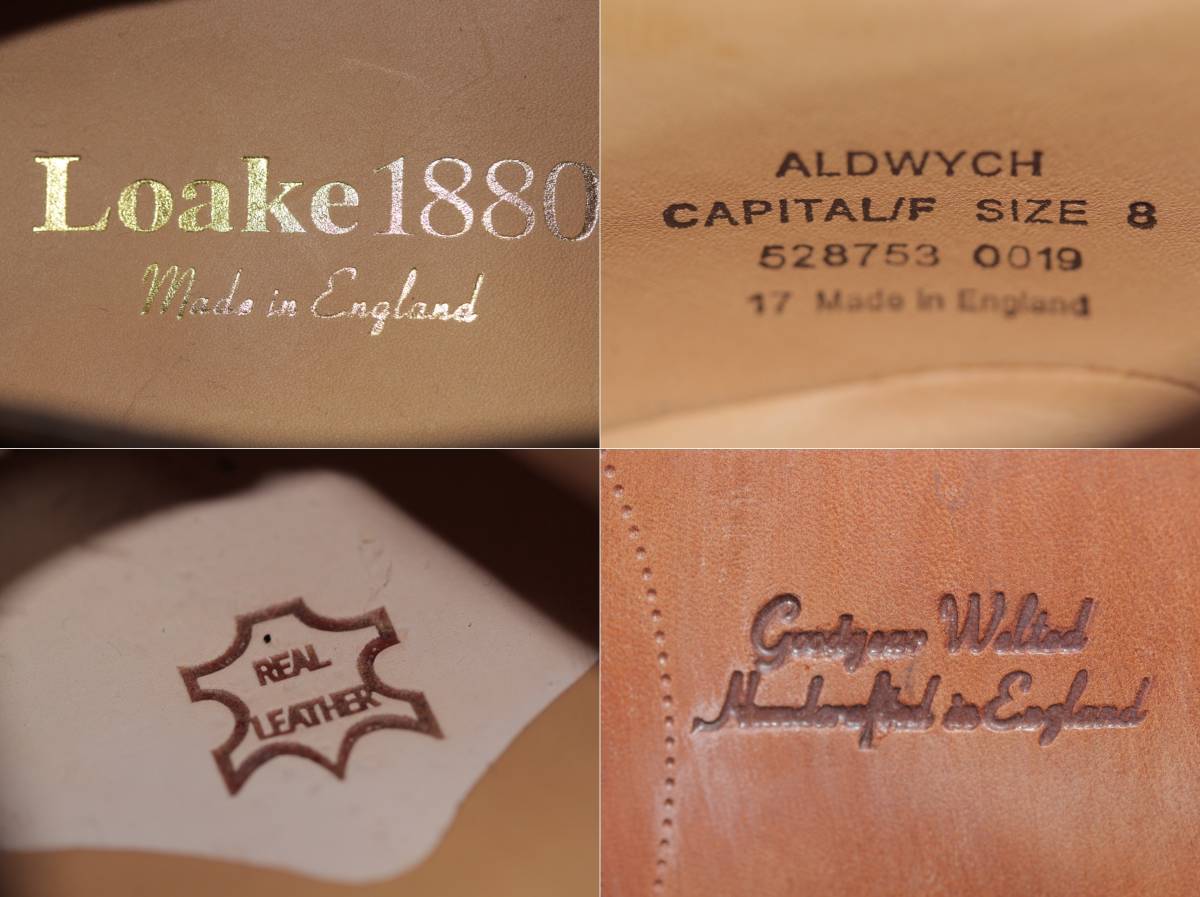 Loake 1880
Made in England
ALDWYCH
CAPITAL/F SIZE 8
528753 0019
17 Made in England
REAL
LEATHER
Goodyear Welted
Handcrafted in England